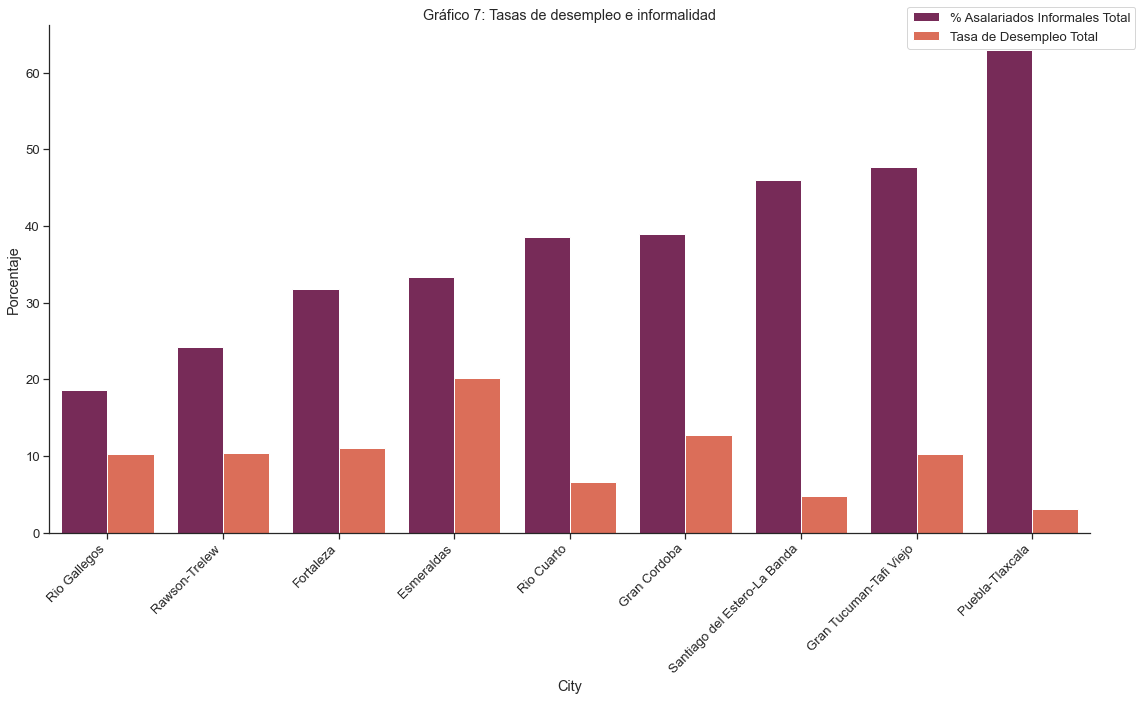 Gráfico 7: Tasas de desempleo e informalidad
% Asalariados Informales Total
Tasa de Desempleo Total
Porcentaje
60
50
40
30
20
10
0
Rio Gallegos
Rawson-Trelew
Fortaleza
Esmeraldas
Rio Cuarto
Gran Cordoba
Santiago del Estero-La Banda
Gran Tucuman-Tafi Viejo
Puebla-Tlaxcala
City